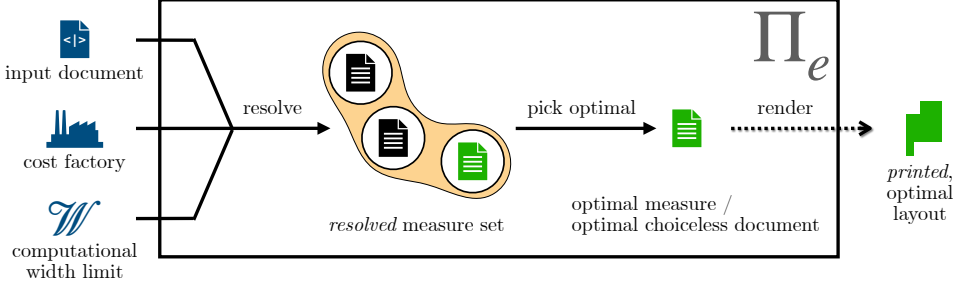 <|>
input document
cost factory
𝒲
computational
width limit
resolve
resolved measure set
pick optimal
optimal measure /
optimal choiceless document
Πe
render
printed,
optimal
layout